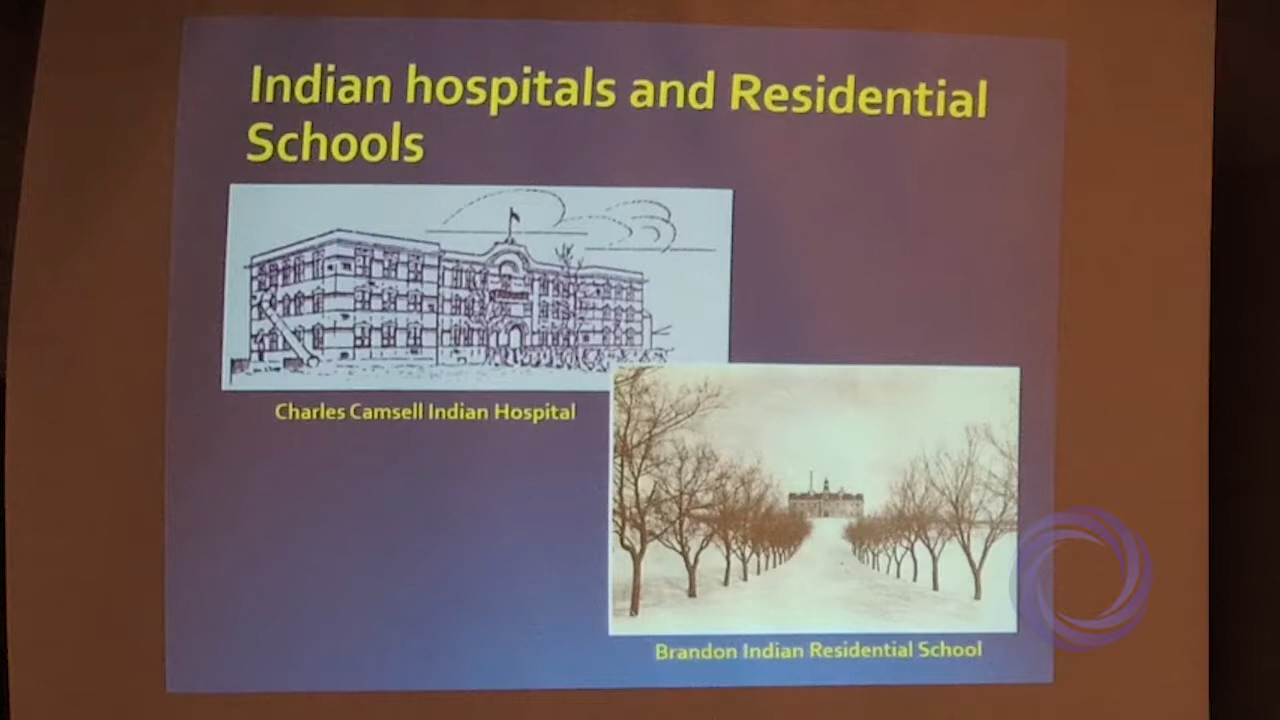 Indian hospitals and Residential
Schools
Charles Camsell Indian Hospital
Brandon Indian Residential School